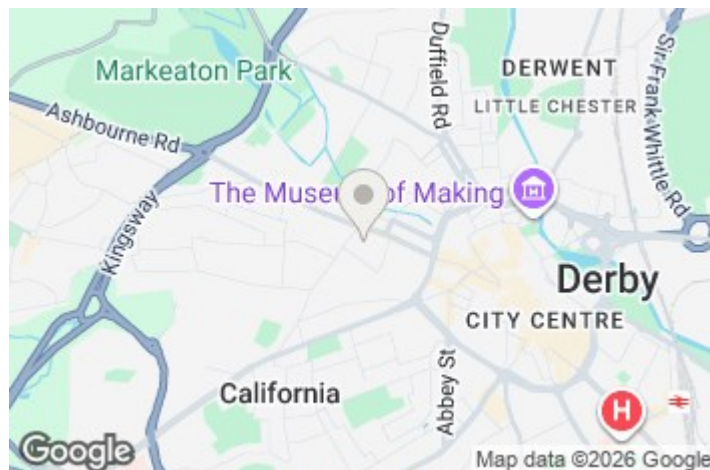 Markeaton Park
Ashbourne Rd
Kingsway
Duffield Rd
DERWENT
LITTLE CHESTER
Sir Frank Whittle Rd
The Museum of Making
Derby
CITY CENTRE
California
Abbey St
H
Google
Map data ©2026 Google